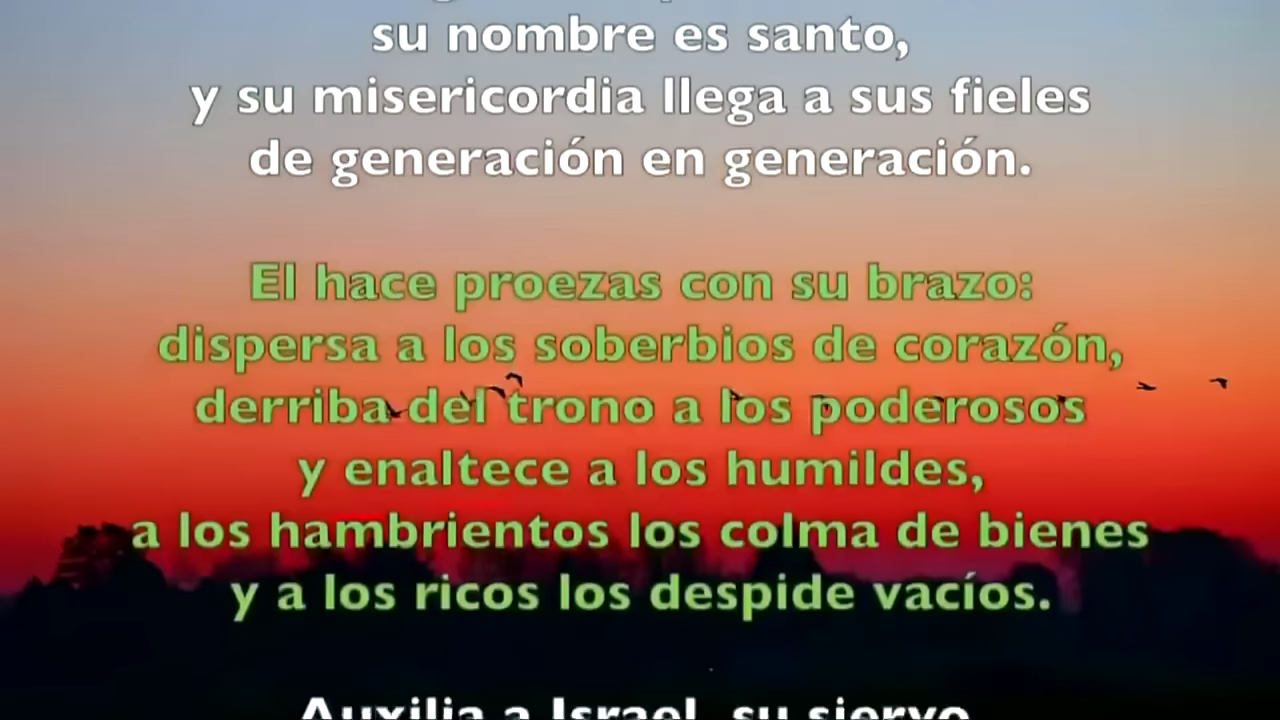 su nombre es santo,
y su misericordia llega a sus fieles
de generación en generación.
El hace proezas con su brazo:
dispersa a los soberbios de corazón,
derriba del trono a los poderosos
y enaltece a los humildes,
a los hambrientos los colma de bienes
y a los ricos los despide vacíos.
Auxilia a Israel, su siervo